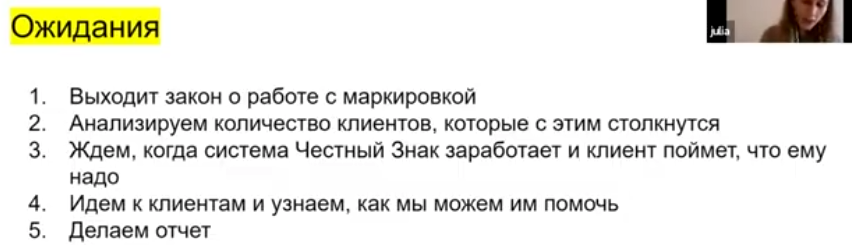 Ожидания
julia
1. Выходит закон о работе с маркировкой
2. Анализируем количество клиентов, которые с этим столкнутся
3. Ждем, когда система Честный Знак заработает и клиент поймет, что ему
надо
4. Идем к клиентам и узнаем, как мы можем им помочь
5. Делаем отчет